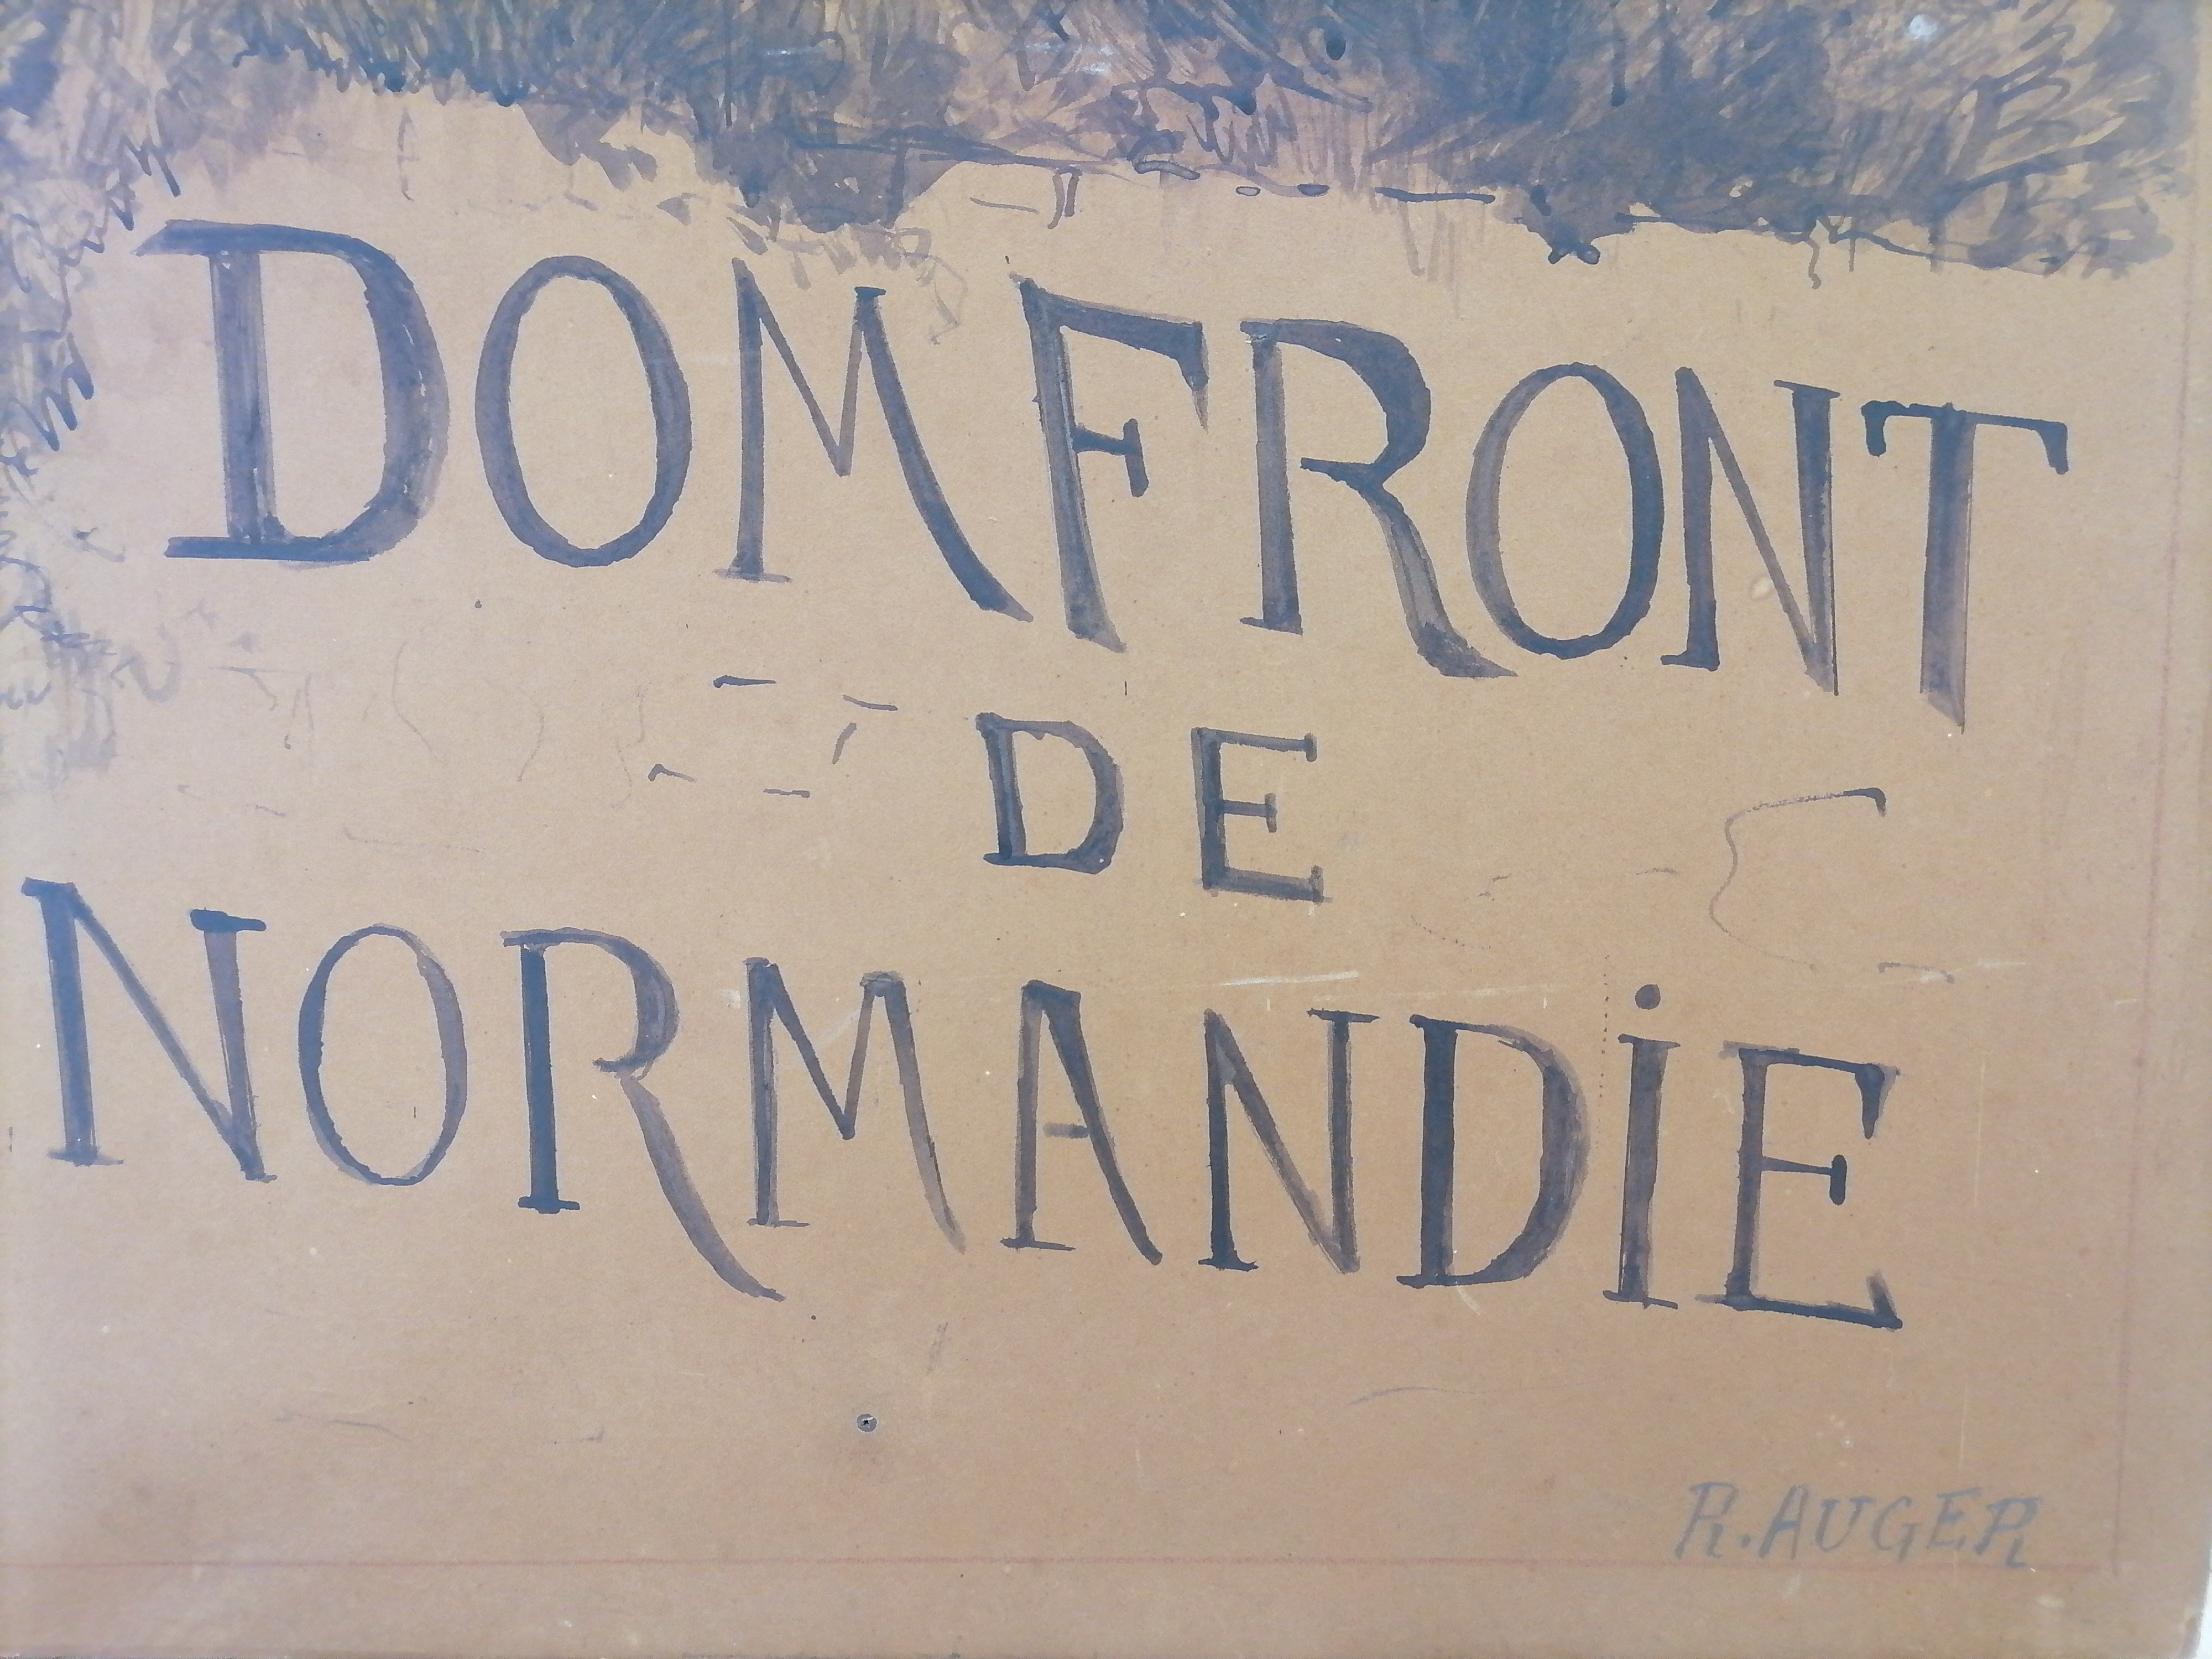 DOMFRONT
DE
NORMANDiE
R. AUGER